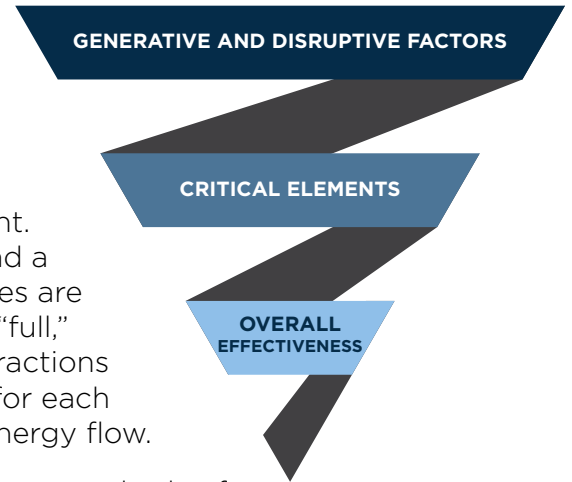 GENERATIVE AND DISRUPTIVE FACTORS
CRITICAL ELEMENTS
nt.
nd a
es are
“full,”
OVERALL
EFFECTIVENESS
ractions
for each
nergy flow.